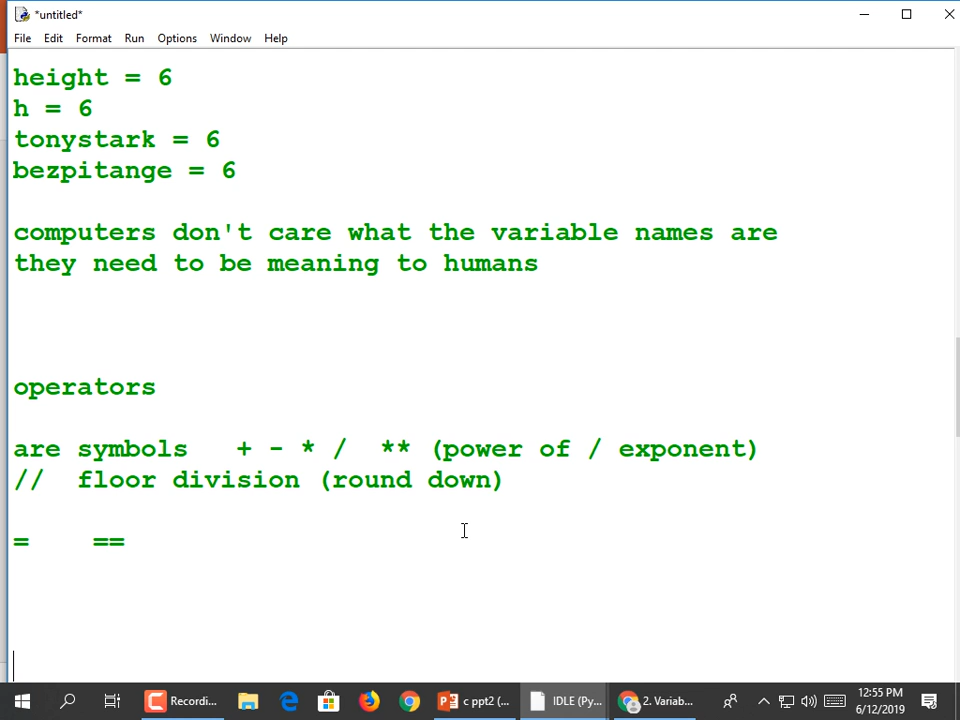 *untitled*
File Edit Format Run Options Window Help
height = 6
h = 6
tonystark = 6
bezpitange = 6
computers don't care what the variable names are
they need to be meaning to humans
operators
are symbols + - * / ** (power of / exponent)
// floor division (round down)
= ==
Recordi... c ppt2 (... IDLE (Py... 2. Variab... 12:55 PM
6/12/2019